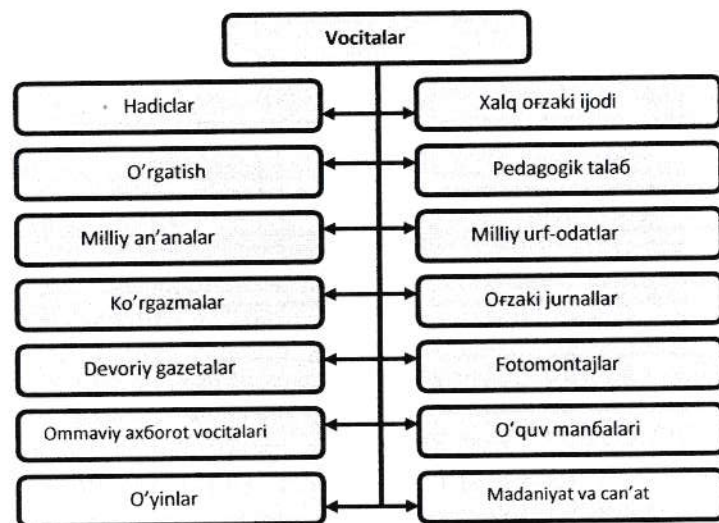 Vocitalar
Hadiclar
Xalq orzaki ijodi
O'rgatish
Pedagogik talaб
Milliy an'analar
Milliy urf-odatlar
Ko'rgazmalar
Orzaki jurnallar
Devoriy gazetalar
Fotomontajlar
Ommaviy axбorot vocitalari
O'quv manбalari
O'yinlar
Madaniyat va can'at